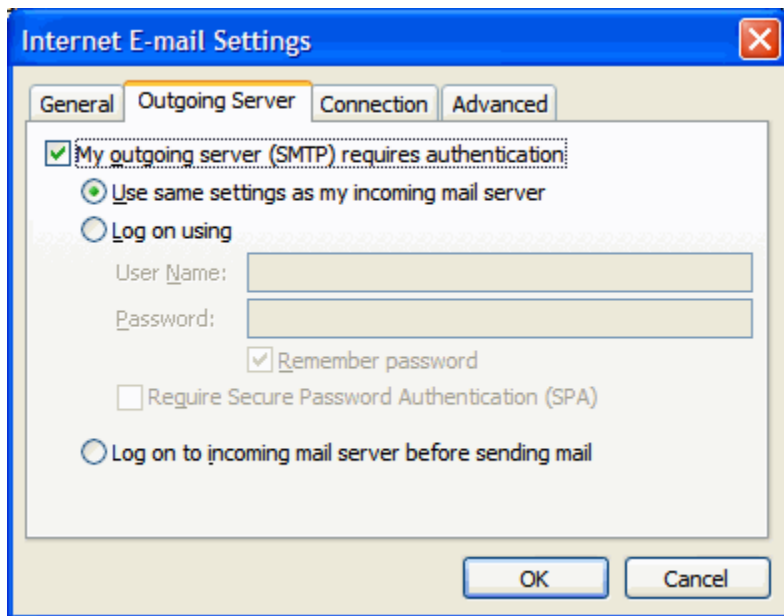 Internet E-mail Settings
General Outgoing Server Connection Advanced
My outgoing server (SMTP) requires authentication
Use same settings as my incoming mail server
Log on using
User Name:
Password:
Remember password
Require Secure Password Authentication (SPA)
Log on to incoming mail server before sending mail
OK Cancel